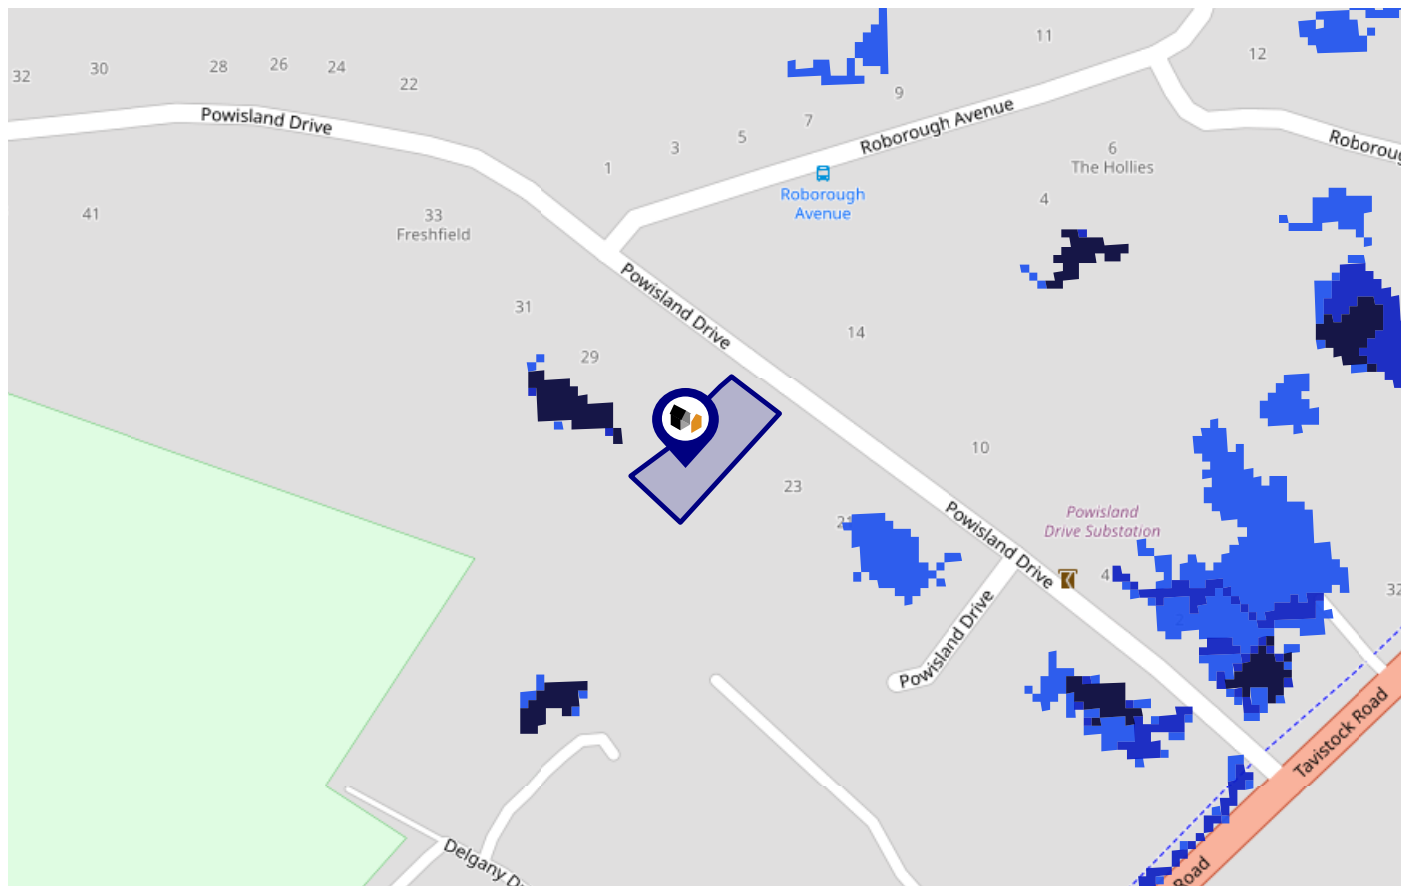 11
12
32
30
28
26
24
22
9
7
5
3
1
Powisland Drive
Roborough Avenue
Roboroug
6
The Hollies
4
Roborough
Avenue
41
33
Freshfield
Powisland Drive
31
29
14
10
23
Powisland
Drive Substation
Powisland Drive
4
2
32
Powisland Drive
Tavistock Road
Delgany D
Road